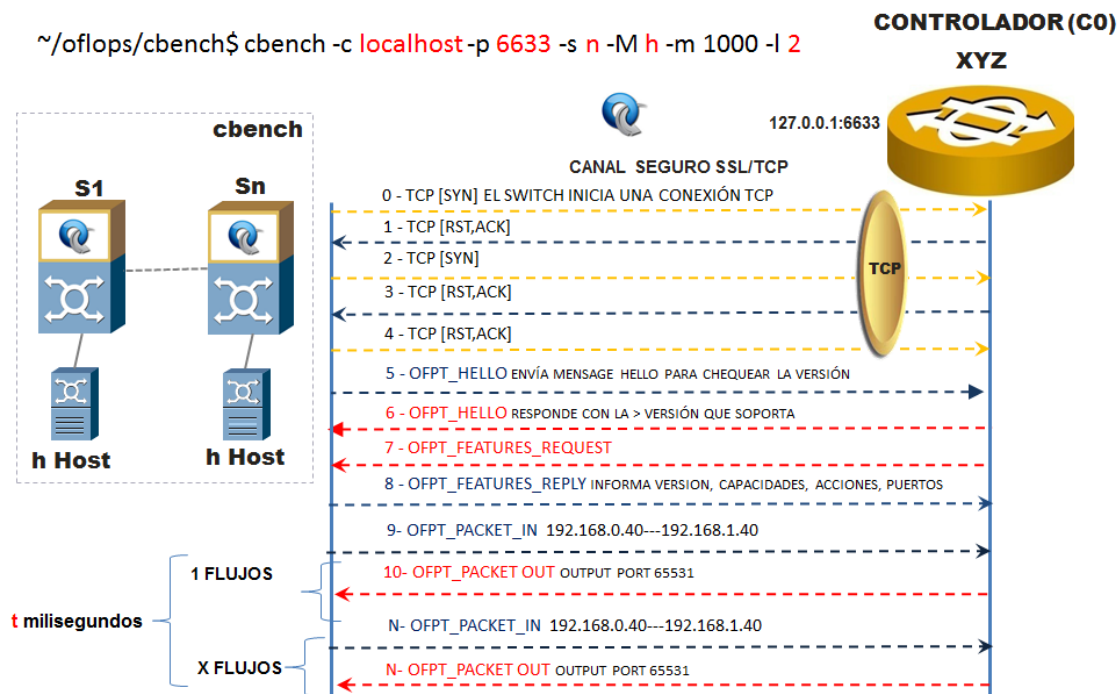 CONTROLADOR (C0)
XYZ
~/oflops/cbench$ cbench -c localhost -p 6633 -s n -M h -m 1000 -l 2
127.0.0.1:6633
cbench
S1
Sn
h Host
h Host
CANAL SEGURO SSL/TCP
0 - TCP [SYN] EL SWITCH INICIA UNA CONEXIÓN TCP
1 - TCP [RST,ACK]
2 - TCP [SYN]
TCP
3 - TCP [RST,ACK]
4 - TCP [RST,ACK]
5 - OFPT_HELLO ENVÍA MENSAGE HELLO PARA CHEQUEAR LA VERSIÓN
6 - OFPT_HELLO RESPONDE CON LA > VERSIÓN QUE SOPORTA
7 - OFPT_FEATURES_REQUEST
8 - OFPT_FEATURES_REPLY INFORMA VERSION, CAPACIDADES, ACCIONES, PUERTOS
9- OFPT_PACKET_IN 192.168.0.40---192.168.1.40
1 FLUJOS
10- OFPT_PACKET OUT OUTPUT PORT 65531
t milisegundos
N- OFPT_PACKET_IN 192.168.0.40---192.168.1.40
X FLUJOS
N- OFPT_PACKET OUT OUTPUT PORT 65531